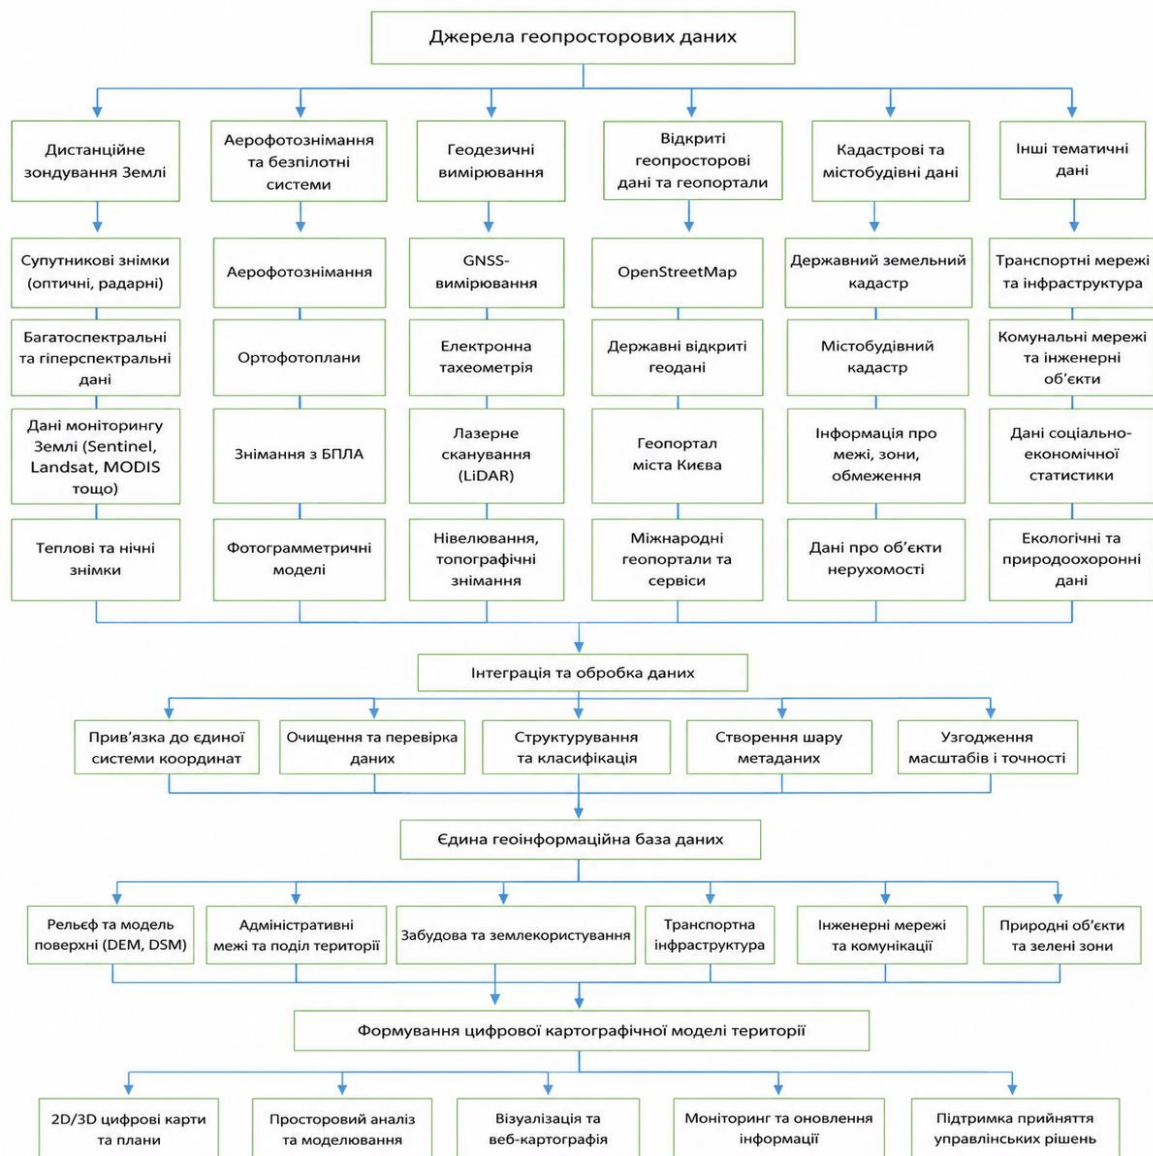 Джерела геопросторових даних
Дистанційне
зондування Землі
Аерофотознімання
та безпілотні
системи
Геодезичні
вимірювання
Відкриті
геопросторові
дані та геопортали
Кадастрові та
містобудівні дані
Інші тематичні
дані
Супутникові знімки
(оптичні, радарні)
Аерофотознімання
GNSS-
вимірювання
OpenStreetMap
Державний земельний
кадастр
Транспортні мережі
та інфраструктура
Багатоспектральні
та гіперспектральні
дані
Ортофотоплани
Електронна
тахеометрія
Державні відкриті
геодані
Містобудівний
кадастр
Комунальні мережі
та інженерні
об’єкти
Дані моніторингу
Землі (Sentinel,
Landsat, MODIS
тощо)
Знімання з БПЛА
Лазерне
сканування
(LiDAR)
Геопортал
міста Києва
Інформація про
межі, зони,
обмеження
Дані соціально-
економічної
статистики
Теплові та нічні
знімки
Фотограмметричні
моделі
Нівелювання,
топографічні
знімання
Міжнародні
геопортали та
сервіси
Дані про об’єкти
нерухомості
Екологічні та
природоохоронні
дані
Інтеграція та обробка даних
Прив’язка до єдиної
системи координат
Очищення та перевірка
даних
Структурування
та класифікація
Створення шару
метаданих
Узгодження
масштабів і точності
Єдина геоінформаційна база даних
Рельєф та модель
поверхні (DEM, DSM)
Адміністративні
межі та поділ території
Забудова та землекористування
Транспортна
інфраструктура
Інженерні мережі
та комунікації
Природні об’єкти
та зелені зони
Формування цифрової картографічної моделі території
2D/3D цифрові карти
та плани
Просторовий аналіз
та моделювання
Візуалізація та
веб-картографія
Моніторинг та оновлення
інформації
Підтримка прийняття
управлінських рішень